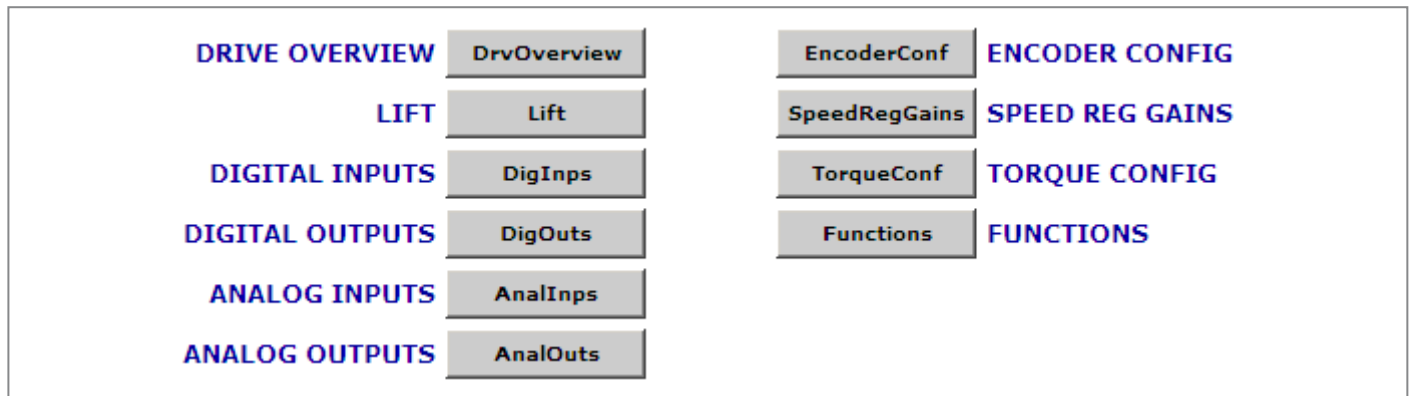 DRIVE OVERVIEW DrvOverview EncoderConf ENCODER CONFIG
LIFT Lift SpeedRegGains SPEED REG GAINS
DIGITAL INPUTS DigInps TorqueConf TORQUE CONFIG
DIGITAL OUTPUTS DigOuts Functions FUNCTIONS
ANALOG INPUTS AnalInps
ANALOG OUTPUTS AnalOuts